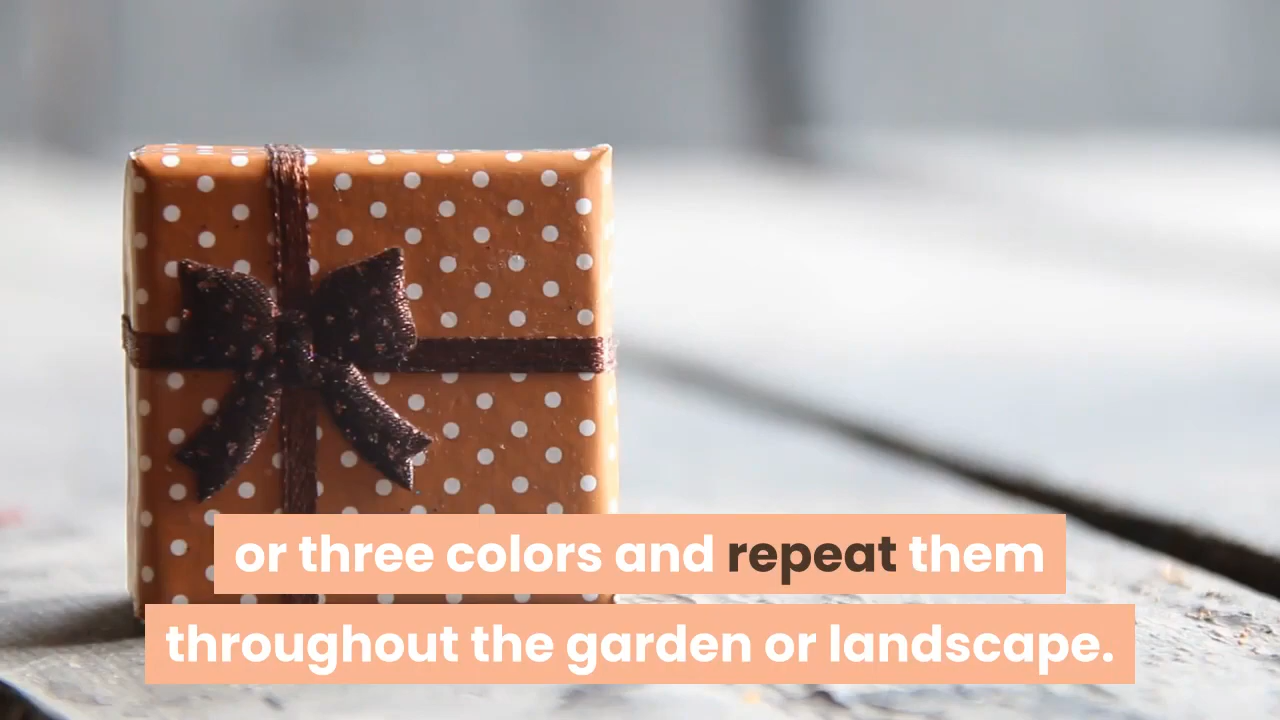 or three colors and repeat them
throughout the garden or landscape.